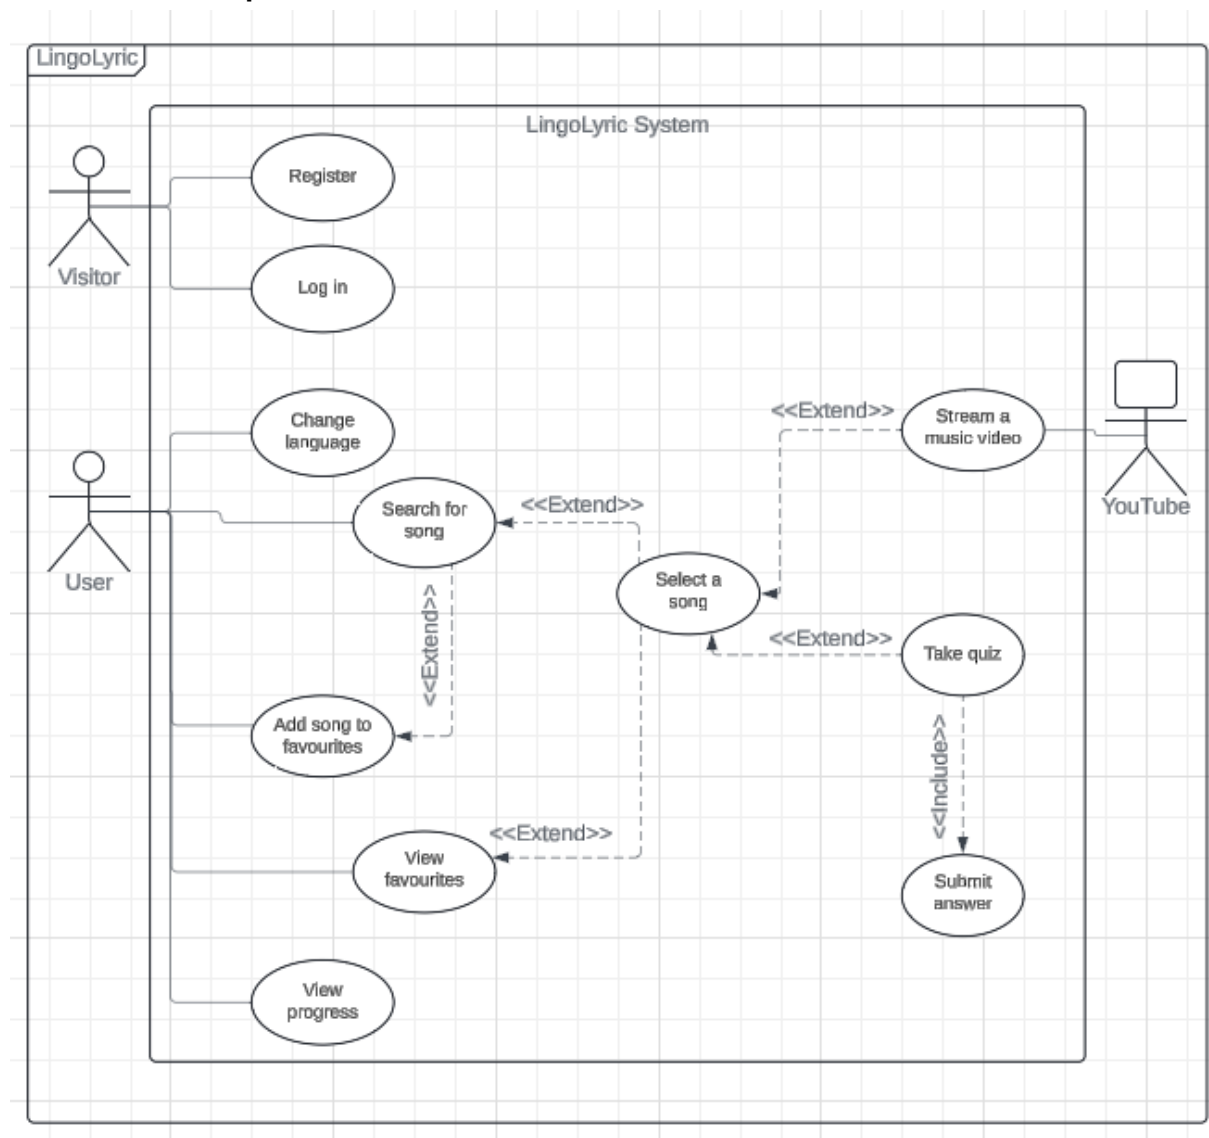 LingoLyric
LingoLyric System
Register
Visitor
Log in
Change
language
<<Extend>>
Stream a
music video
Search for
song
<<Extend>>
YouTube
User
Select a
song
<<Extend>>
<<Extend>>
Take quiz
Add song to
favourites
<<Include>>
<<Extend>>
View
favourites
Submit
answer
View
progress